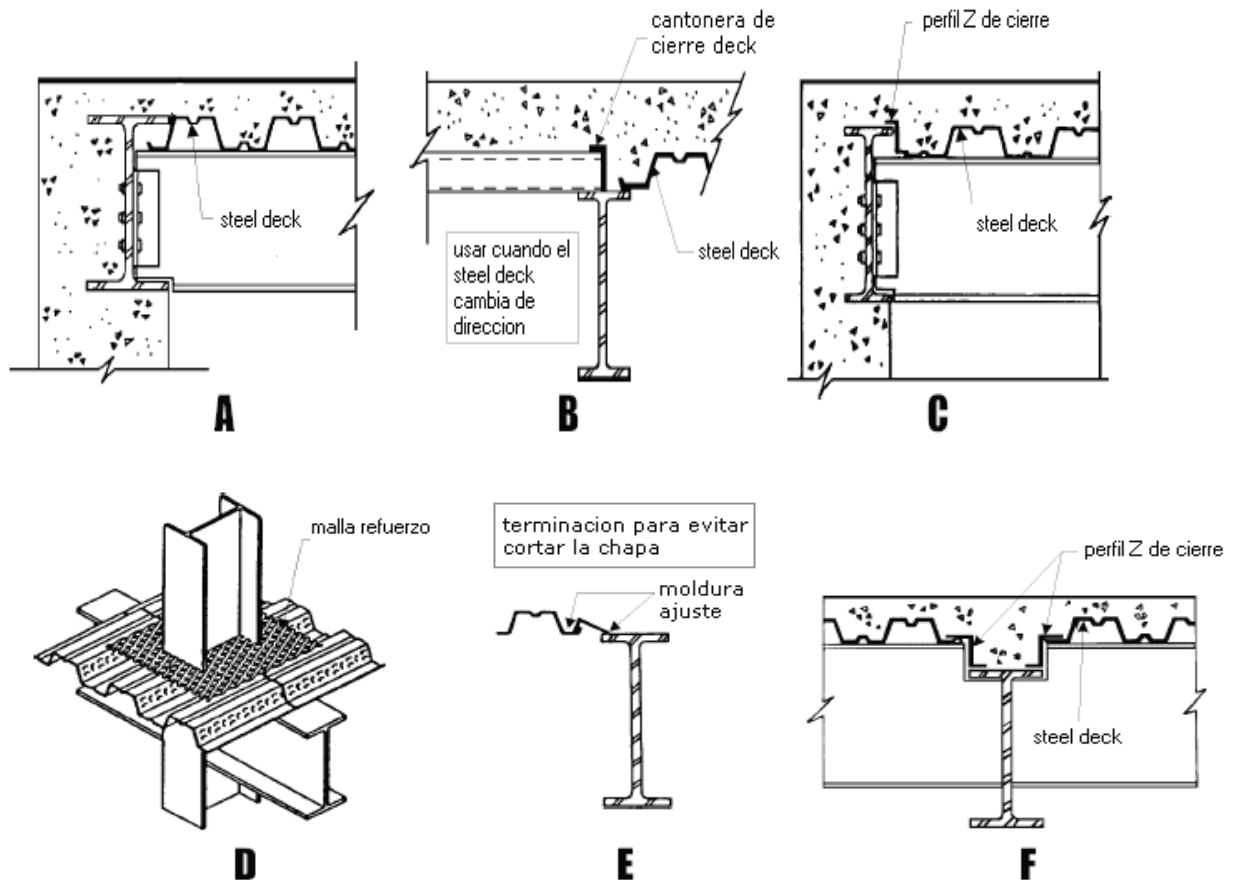 cantonera de
cierre deck
perfil Z de cierre
steel deck
usar cuando el
steel deck
cambia de
direccion
steel deck
steel deck
A
B
C
malla refuerzo
terminacion para evitar
cortar la chapa
moldura
ajuste
perfil Z de cierre
steel deck
D
E
F